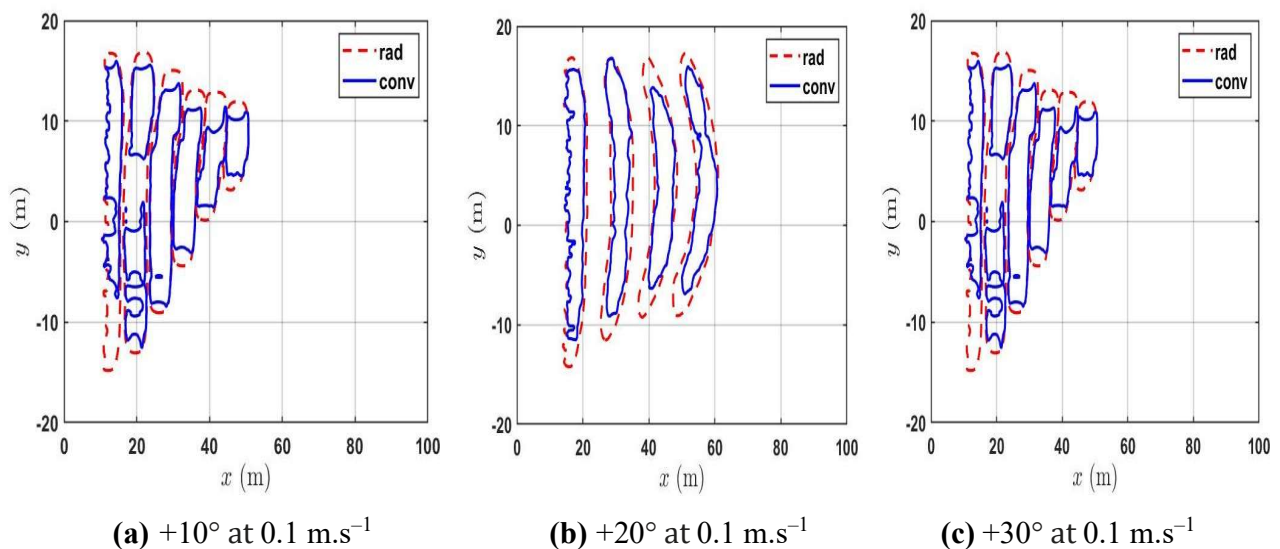 20
10
0
-10
-20
y (m)
0 20 40 60 80 100
x (m)
rad
conv
(a) +10° at 0.1 m.s⁻¹
20
10
0
-10
-20
y (m)
0 20 40 60 80 100
x (m)
rad
conv
(b) +20° at 0.1 m.s⁻¹
20
10
0
-10
-20
y (m)
0 20 40 60 80 100
x (m)
rad
conv
(c) +30° at 0.1 m.s⁻¹